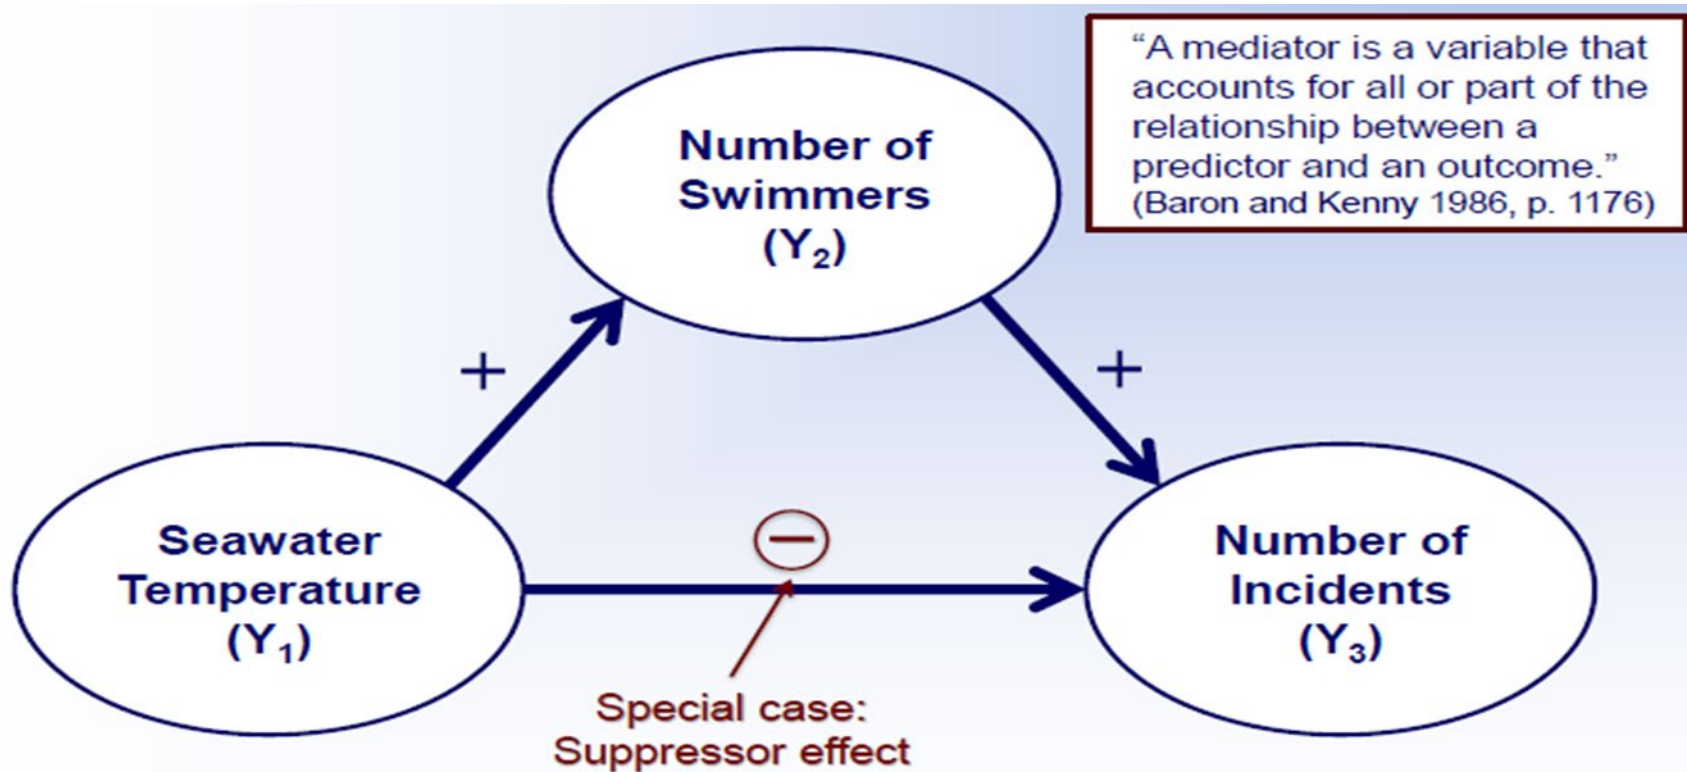 “A mediator is a variable that
accounts for all or part of the
relationship between a
predictor and an outcome.”
(Baron and Kenny 1986, p. 1176)
Number of
Swimmers
(Y₂)
+
+
Seawater
Temperature
(Y₁)
−
Number of
Incidents
(Y₃)
Special case:
Suppressor effect